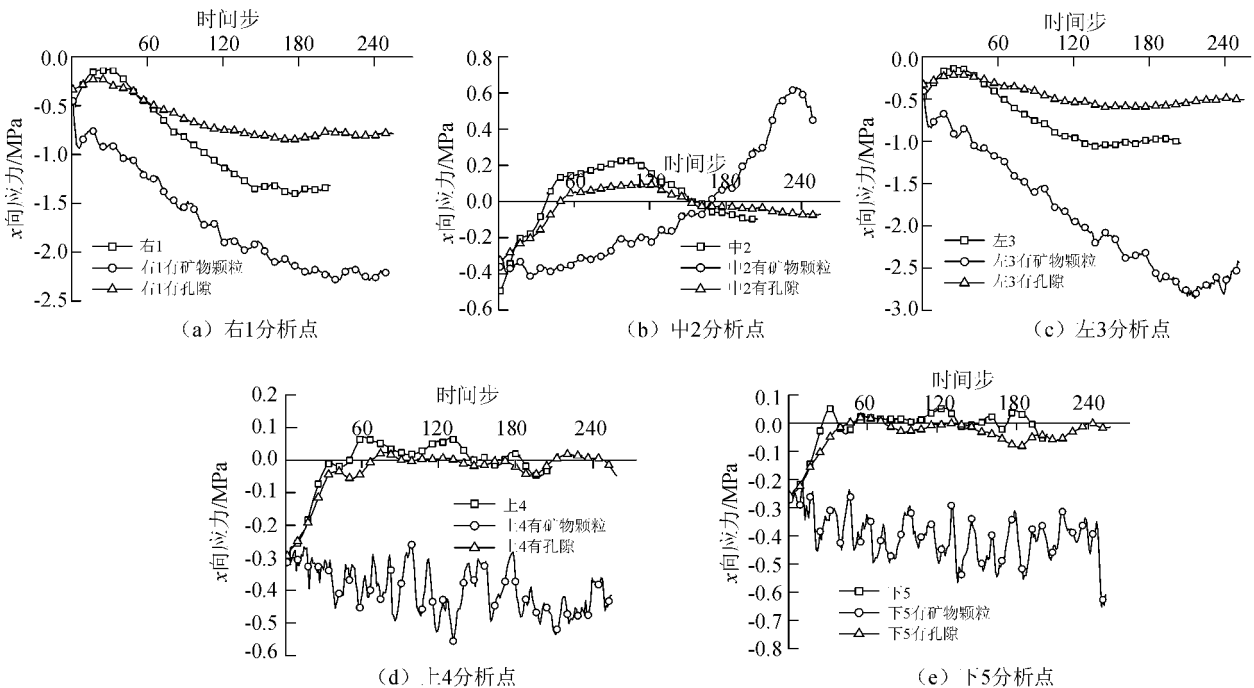 时间步
60 120 180 240
0.0
-0.5
-1.0
-1.5
-2.0
-2.5
x向应力/MPa
右1
右1有矿物颗粒
右1有孔隙
(a) 右1分析点
0.8
0.6
0.4
0.2
0.0
-0.2
-0.4
-0.6
x向应力/MPa
时间步
60 120 180 240
中2
中2有矿物颗粒
中2有孔隙
(b) 中2分析点
时间步
60 120 180 240
0.0
-0.5
-1.0
-1.5
-2.0
-2.5
-3.0
x向应力/MPa
左3
左3有矿物颗粒
左3有孔隙
(c) 左3分析点
0.2
0.1
0.0
-0.1
-0.2
-0.3
-0.4
-0.5
-0.6
x向应力/MPa
时间步
60 120 180 240
上4
上4有矿物颗粒
上4有孔隙
(d) 上4分析点
时间步
0.1
0.0
-0.1
-0.2
-0.3
-0.4
-0.5
-0.6
-0.7
-0.8
x向应力/MPa
60 120 180 240
下5
下5有矿物颗粒
下5有孔隙
(e) 下5分析点